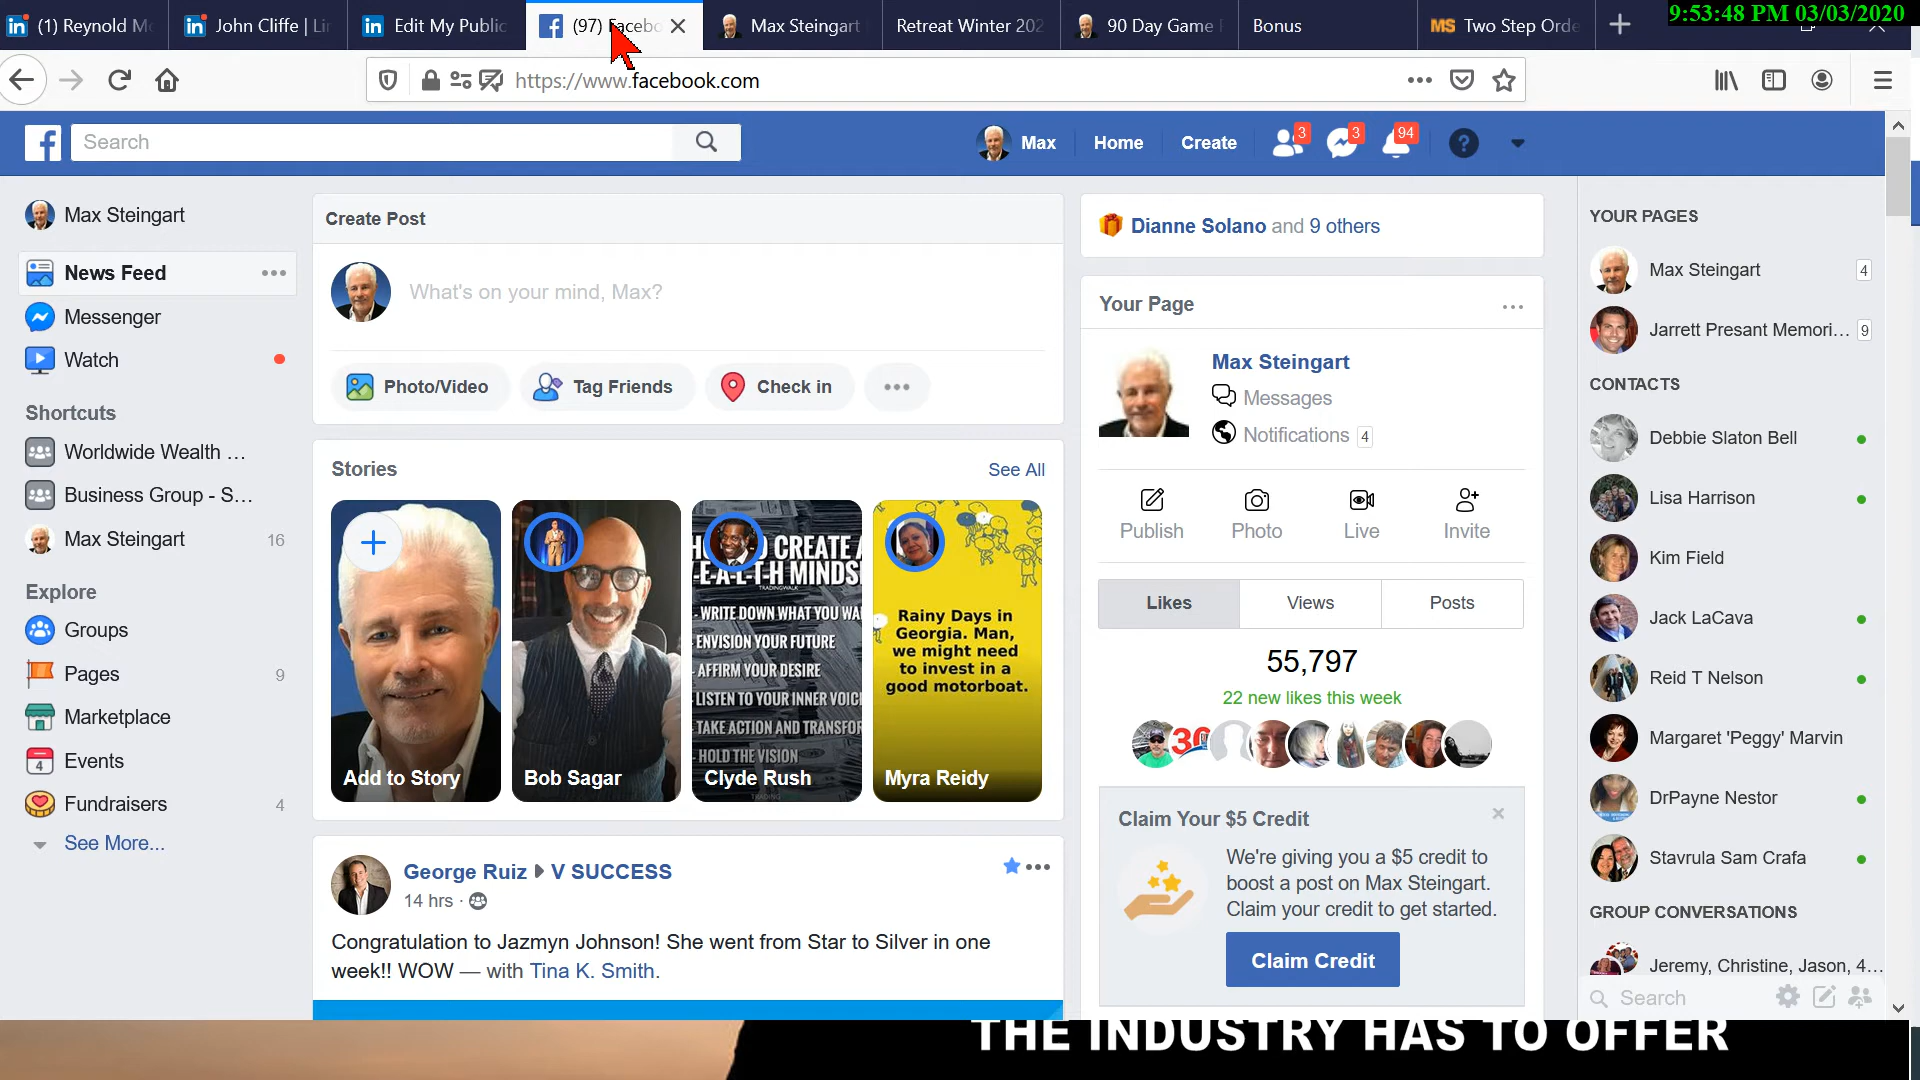 9:53:48 PM 03/03/2020
(1) Reynold M
John Cliffe | Li
Edit My Public
(97) Facebo
Max Steingart
Retreat Winter 202
90 Day Game
Bonus
MS Two Step Orde
https://www.facebook.com
Search
Max
Home
Create
3
3
94
Max Steingart
News Feed
Messenger
Watch
Shortcuts
Worldwide Wealth ...
Business Group - S...
Max Steingart 16
Explore
Groups
Pages 9
Marketplace
4 Events
Fundraisers 4
See More...
Create Post
What's on your mind, Max?
Photo/Video
Tag Friends
Check in
Stories
See All
Add to Story
Bob Sagar
CREATE A
-E-A-L-T-H MINDS
TRADINGWALK
- WRITE DOWN WHAT YOU WA
- ENVISION YOUR FUTURE
- AFFIRM YOUR DESIRE
- LISTEN TO YOUR INNER VOIC
- TAKE ACTION AND TRANSFOR
- HOLD THE VISION
Clyde Rush
Rainy Days in
Georgia. Man,
we might need
to invest in a
good motorboat.
Myra Reidy
George Ruiz ▸ V SUCCESS
14 hrs ·
Congratulation to Jazmyn Johnson! She went from Star to Silver in one
week!! WOW — with Tina K. Smith.
Dianne Solano and 9 others
Your Page
Max Steingart
Messages
Notifications 4
Publish
Photo
Live
Invite
Likes
Views
Posts
55,797
22 new likes this week
30
Claim Your $5 Credit
We're giving you a $5 credit to
boost a post on Max Steingart.
Claim your credit to get started.
Claim Credit
YOUR PAGES
Max Steingart 4
Jarrett Presant Memori... 9
CONTACTS
Debbie Slaton Bell
Lisa Harrison
Kim Field
Jack LaCava
Reid T Nelson
Margaret 'Peggy' Marvin
DrPayne Nestor
Stavrula Sam Crafa
GROUP CONVERSATIONS
Jeremy, Christine, Jason, 4...
Search
THE INDUSTRY HAS TO OFFER